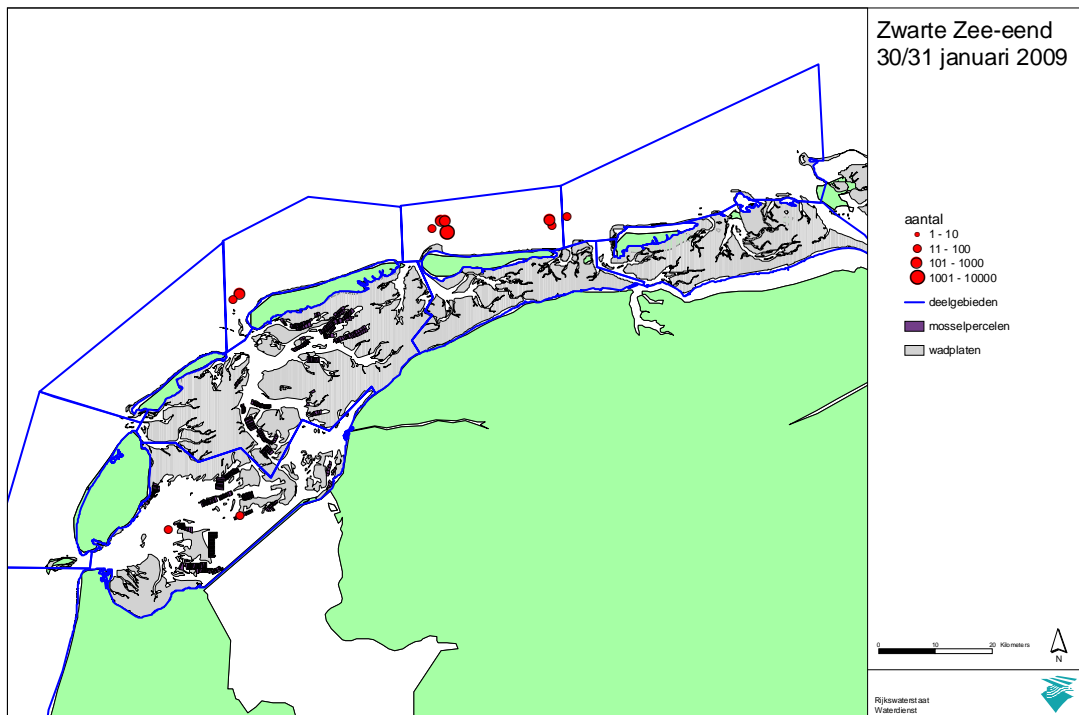 Zwarte Zee-eend
30/31 januari 2009
aantal
1 - 10
11 - 100
101 - 1000
1001 - 10000
deelgebieden
mosselpercelen
wadplaten
0 10 20 Kilometers
N
Rijkswaterstaat
Waterdienst